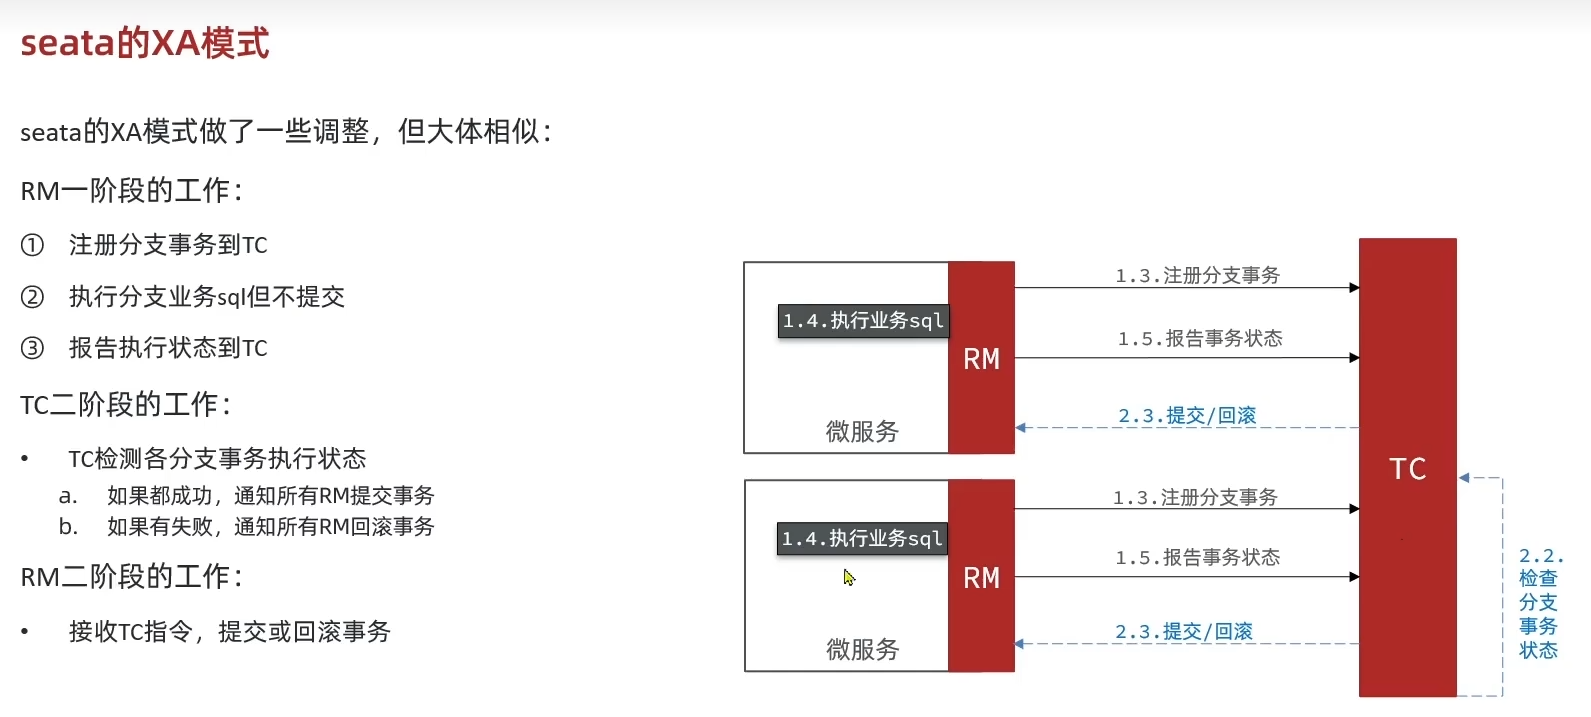 seata的XA模式
seata的XA模式做了一些调整，但大体相似：
RM一阶段的工作：
① 注册分支事务到TC
② 执行分支业务sql但不提交
③ 报告执行状态到TC
TC二阶段的工作：
• TC检测各分支事务执行状态
a. 如果都成功，通知所有RM提交事务
b. 如果有失败，通知所有RM回滚事务
RM二阶段的工作：
• 接收TC指令，提交或回滚事务
1.3.注册分支事务
1.4.执行业务sql
1.5.报告事务状态
RM
2.3.提交/回滚
微服务
TC
1.3.注册分支事务
1.4.执行业务sql
1.5.报告事务状态
RM
2.3.提交/回滚
微服务
2.2.
检查
分支
事务
状态